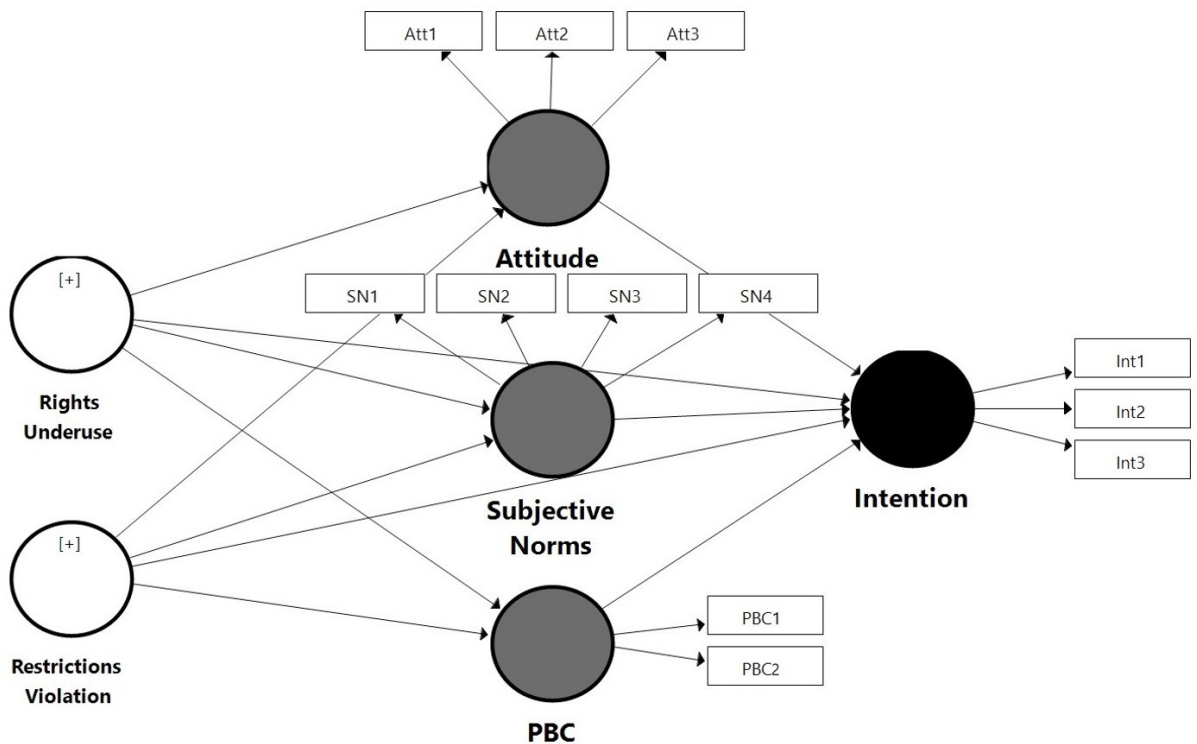 Att1
Att2
Att3
Attitude
[+]
Rights
Underuse
SN1
SN2
SN3
SN4
Subjective
Norms
Int1
Int2
Int3
Intention
[+]
Restrictions
Violation
PBC1
PBC2
PBC